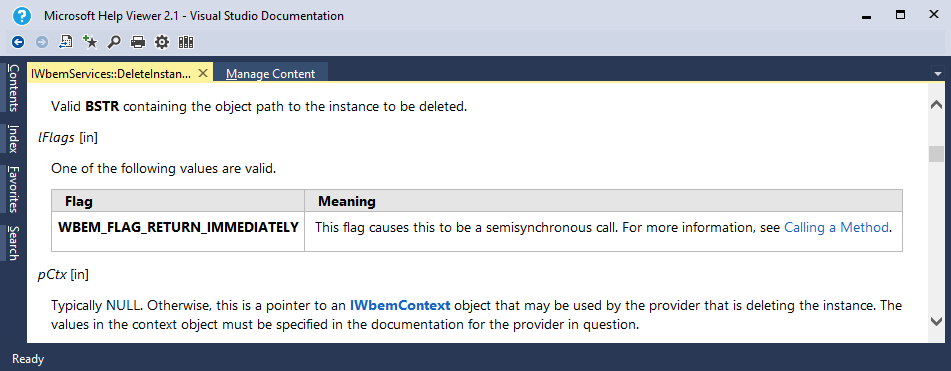 Microsoft Help Viewer 2.1 - Visual Studio Documentation
IWbemServices::DeleteInstan...
Manage Content
Contents
Index
Favorites
Search
Valid BSTR containing the object path to the instance to be deleted.
lFlags [in]
One of the following values are valid.
Flag Meaning
WBEM_FLAG_RETURN_IMMEDIATELY This flag causes this to be a semisynchronous call. For more information, see Calling a Method.
pCtx [in]
Typically NULL. Otherwise, this is a pointer to an IWbemContext object that may be used by the provider that is deleting the instance. The
values in the context object must be specified in the documentation for the provider in question.
Ready